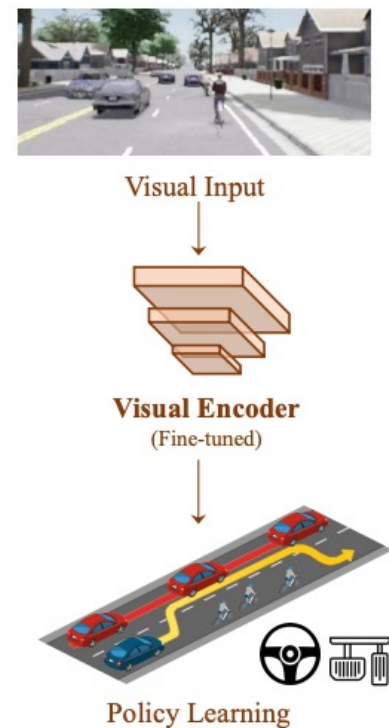 Visual Input
Visual Encoder
(Fine-tuned)
Policy Learning